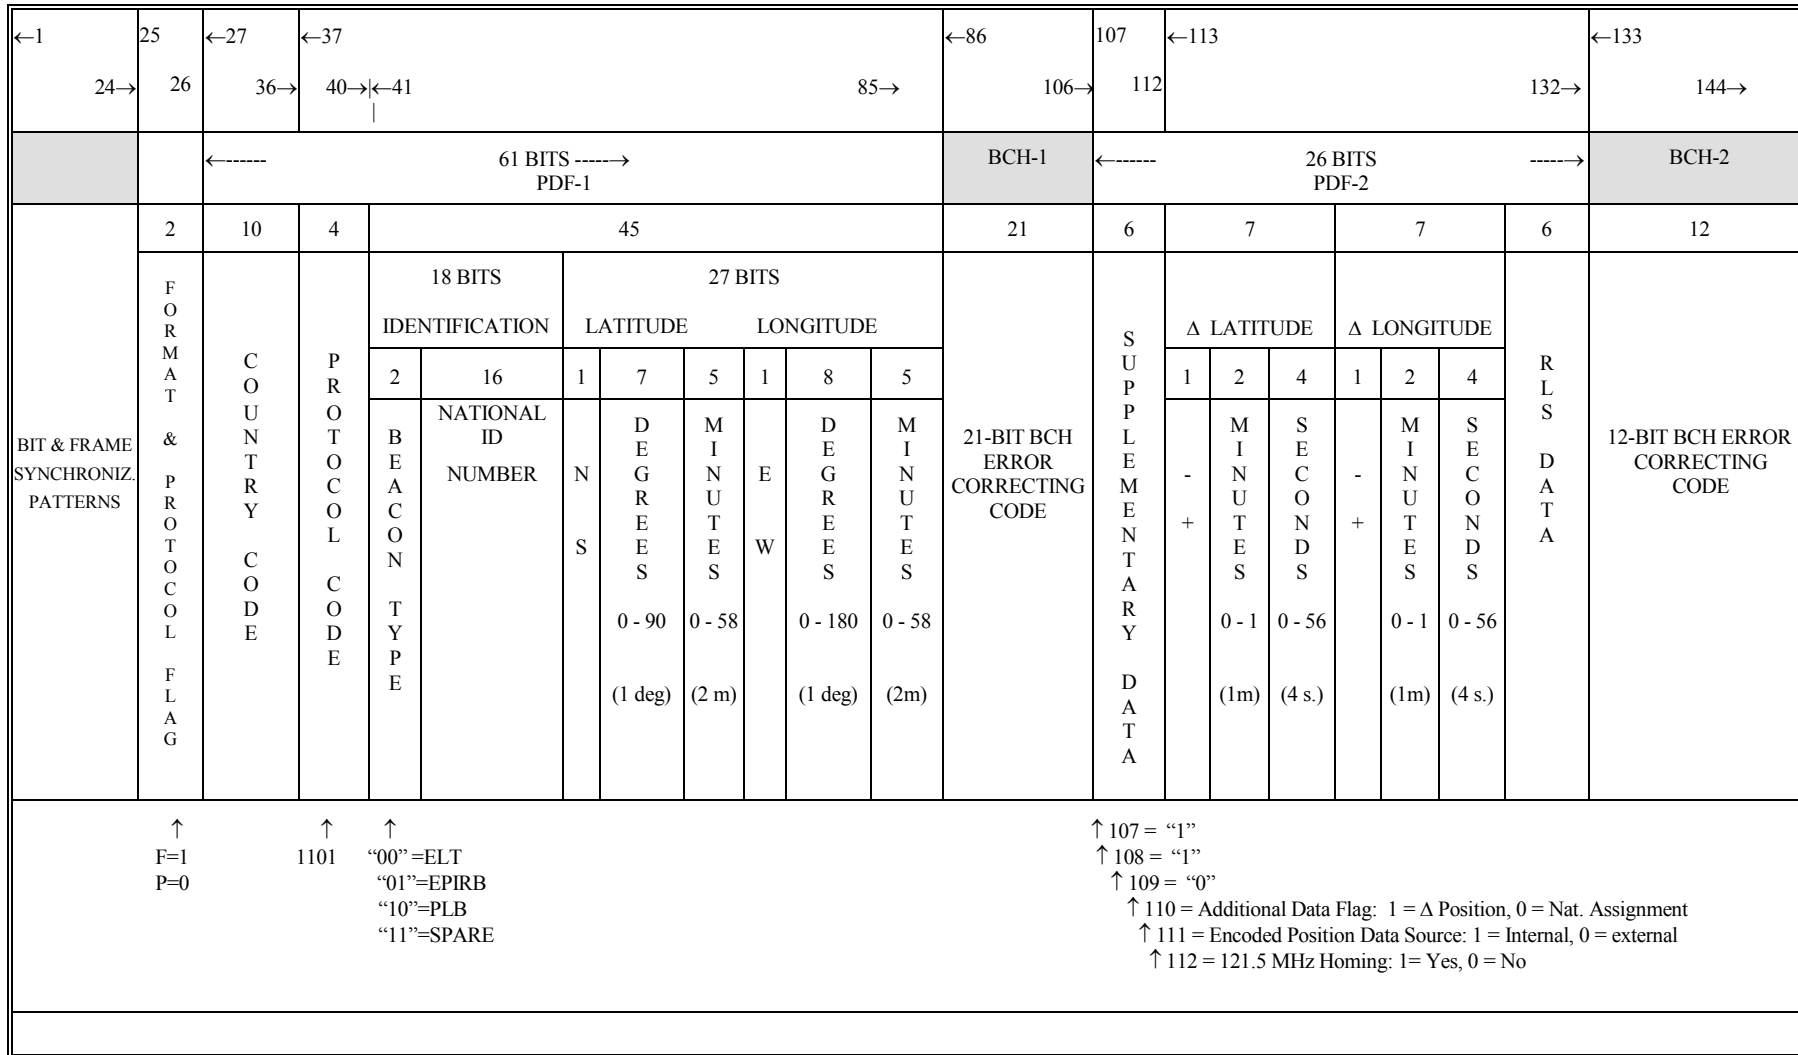 ←1 25 ←27 ←37 ←86 107 ←113 ←133
24→ 26 36→ 40→|←41 85→ 106→ 112 132→ 144→
|
←------ 61 BITS -----→ BCH-1 ←------ 26 BITS -----→ BCH-2
PDF-1 PDF-2
2 10 4 45 21 6 7 7 6 12
18 BITS 27 BITS
IDENTIFICATION LATITUDE LONGITUDE
Δ LATITUDE Δ LONGITUDE
2 16 1 7 5 1 8 5 1 2 4 1 2 4
BIT & FRAME
SYNCHRONIZ.
PATTERNS
FORMAT & PROTOCOL FLAG
COUNTRY CODE
PROTOCOL CODE
BEACON TYPE
NATIONAL
ID
NUMBER
N
S
DEGREES
0 - 90
(1 deg)
MINUTES
0 - 58
(2 m)
E
W
DEGREES
0 - 180
(1 deg)
MINUTES
0 - 58
(2m)
21-BIT BCH
ERROR
CORRECTING
CODE
SUPPLEMENTARY DATA
-
+
MINUTES
0 - 1
(1m)
SECONDS
0 - 56
(4 s.)
-
+
MINUTES
0 - 1
(1m)
SECONDS
0 - 56
(4 s.)
RLS DATA
12-BIT BCH ERROR
CORRECTING
CODE
↑ ↑ ↑ ↑ 107 = “1”
F=1 1101 “00” =ELT ↑ 108 = “1”
P=0 “01”=EPIRB ↑ 109 = “0”
“10”=PLB ↑ 110 = Additional Data Flag: 1 = Δ Position, 0 = Nat. Assignment
“11”=SPARE ↑ 111 = Encoded Position Data Source: 1 = Internal, 0 = external
↑ 112 = 121.5 MHz Homing: 1= Yes, 0 = No